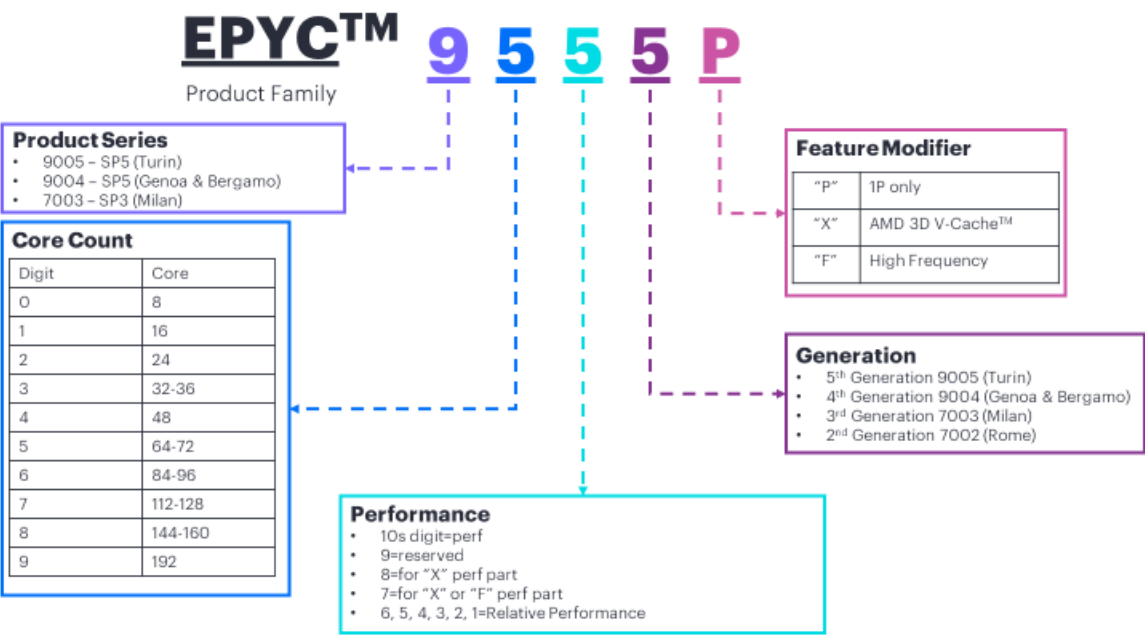 EPYC™ 9 5 5 5 P
Product Family
Product Series
• 9005 – SP5 (Turin)
• 9004 – SP5 (Genoa & Bergamo)
• 7003 – SP3 (Milan)
Core Count
Digit Core
0 8
1 16
2 24
3 32-36
4 48
5 64-72
6 84-96
7 112-128
8 144-160
9 192
Performance
• 10s digit=perf
• 9=reserved
• 8=for “X” perf part
• 7=for “X” or “F” perf part
• 6, 5, 4, 3, 2, 1=Relative Performance
Feature Modifier
“P” 1P only
“X” AMD 3D V-Cache™
“F” High Frequency
Generation
• 5th Generation 9005 (Turin)
• 4th Generation 9004 (Genoa & Bergamo)
• 3rd Generation 7003 (Milan)
• 2nd Generation 7002 (Rome)